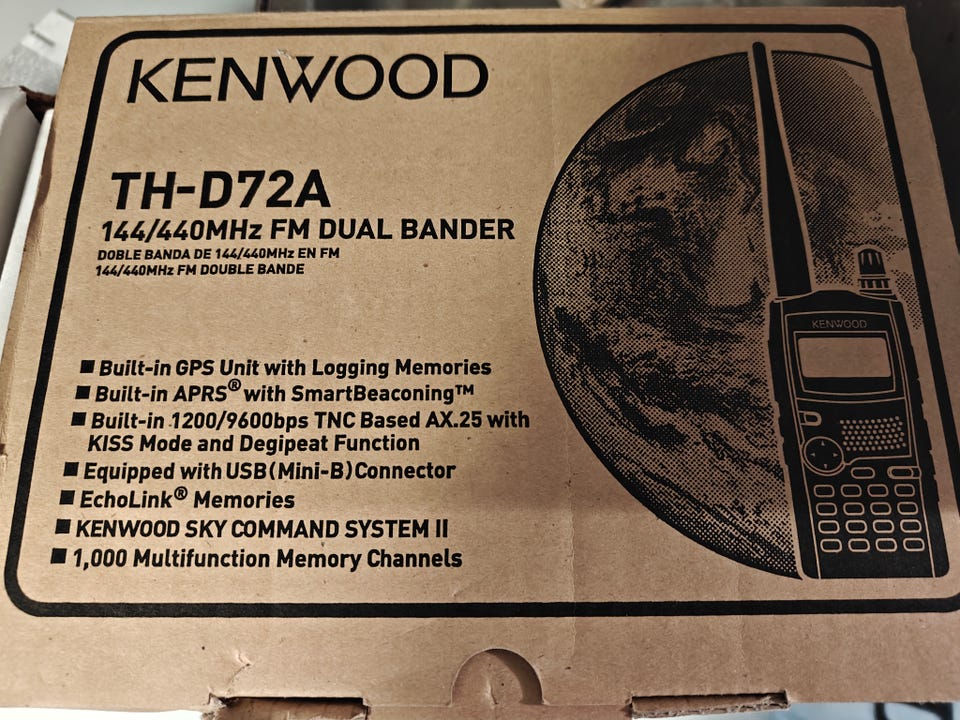 KENWOOD
TH-D72A
144/440MHz FM DUAL BANDER
DOBLE BANDA DE 144/440MHz EN FM
144/440MHz FM DOUBLE BANDE
■ Built-in GPS Unit with Logging Memories
■ Built-in APRS® with SmartBeaconing™
■ Built-in 1200/9600bps TNC Based AX.25 with
KISS Mode and Degipeat Function
■ Equipped with USB(Mini-B)Connector
■ EchoLink® Memories
■ KENWOOD SKY COMMAND SYSTEM II
■ 1,000 Multifunction Memory Channels
KENWOOD